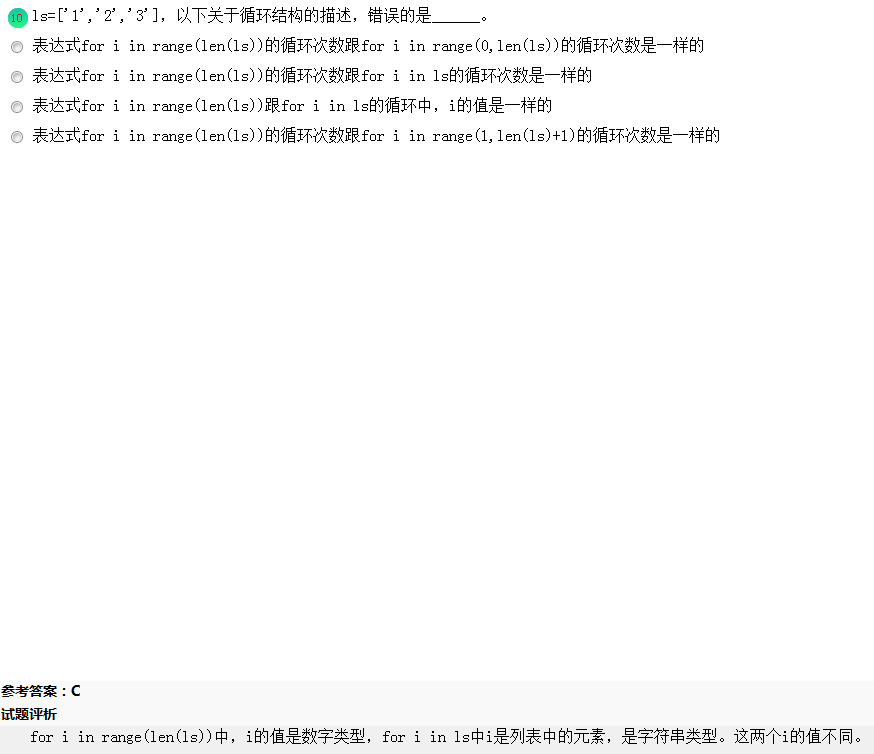 10 ls=['1','2','3']，以下关于循环结构的描述，错误的是______。
表达式for i in range(len(ls))的循环次数跟for i in range(0,len(ls))的循环次数是一样的
表达式for i in range(len(ls))的循环次数跟for i in ls的循环次数是一样的
表达式for i in range(len(ls))跟for i in ls的循环中，i的值是一样的
表达式for i in range(len(ls))的循环次数跟for i in range(1,len(ls)+1)的循环次数是一样的
参考答案：C
试题评析
for i in range(len(ls))中，i的值是数字类型，for i in ls中i是列表中的元素，是字符串类型。这两个i的值不同。